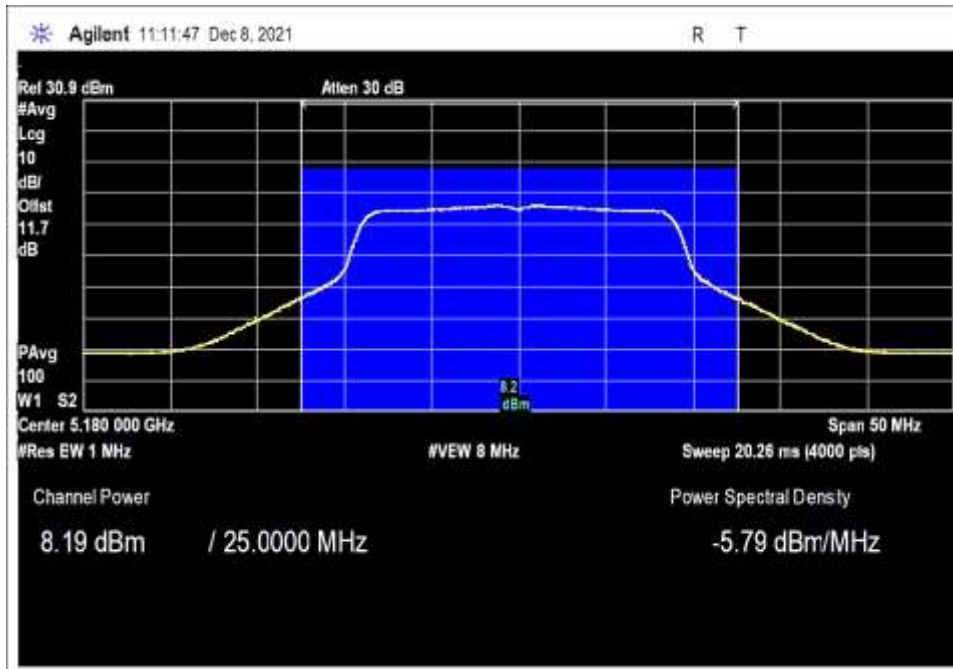 Agilent 11:11:47 Dec 8, 2021 R T
Ref 30.9 dBm Atten 30 dB
#Avg
Log
10
dB/
Offst
11.7
dB
PAvg
100
W1 S2
8.2
dBm
Center 5.180 000 GHz Span 50 MHz
#Res BW 1 MHz #VBW 8 MHz Sweep 20.26 ms (4000 pts)
Channel Power Power Spectral Density
8.19 dBm / 25.0000 MHz -5.79 dBm/MHz